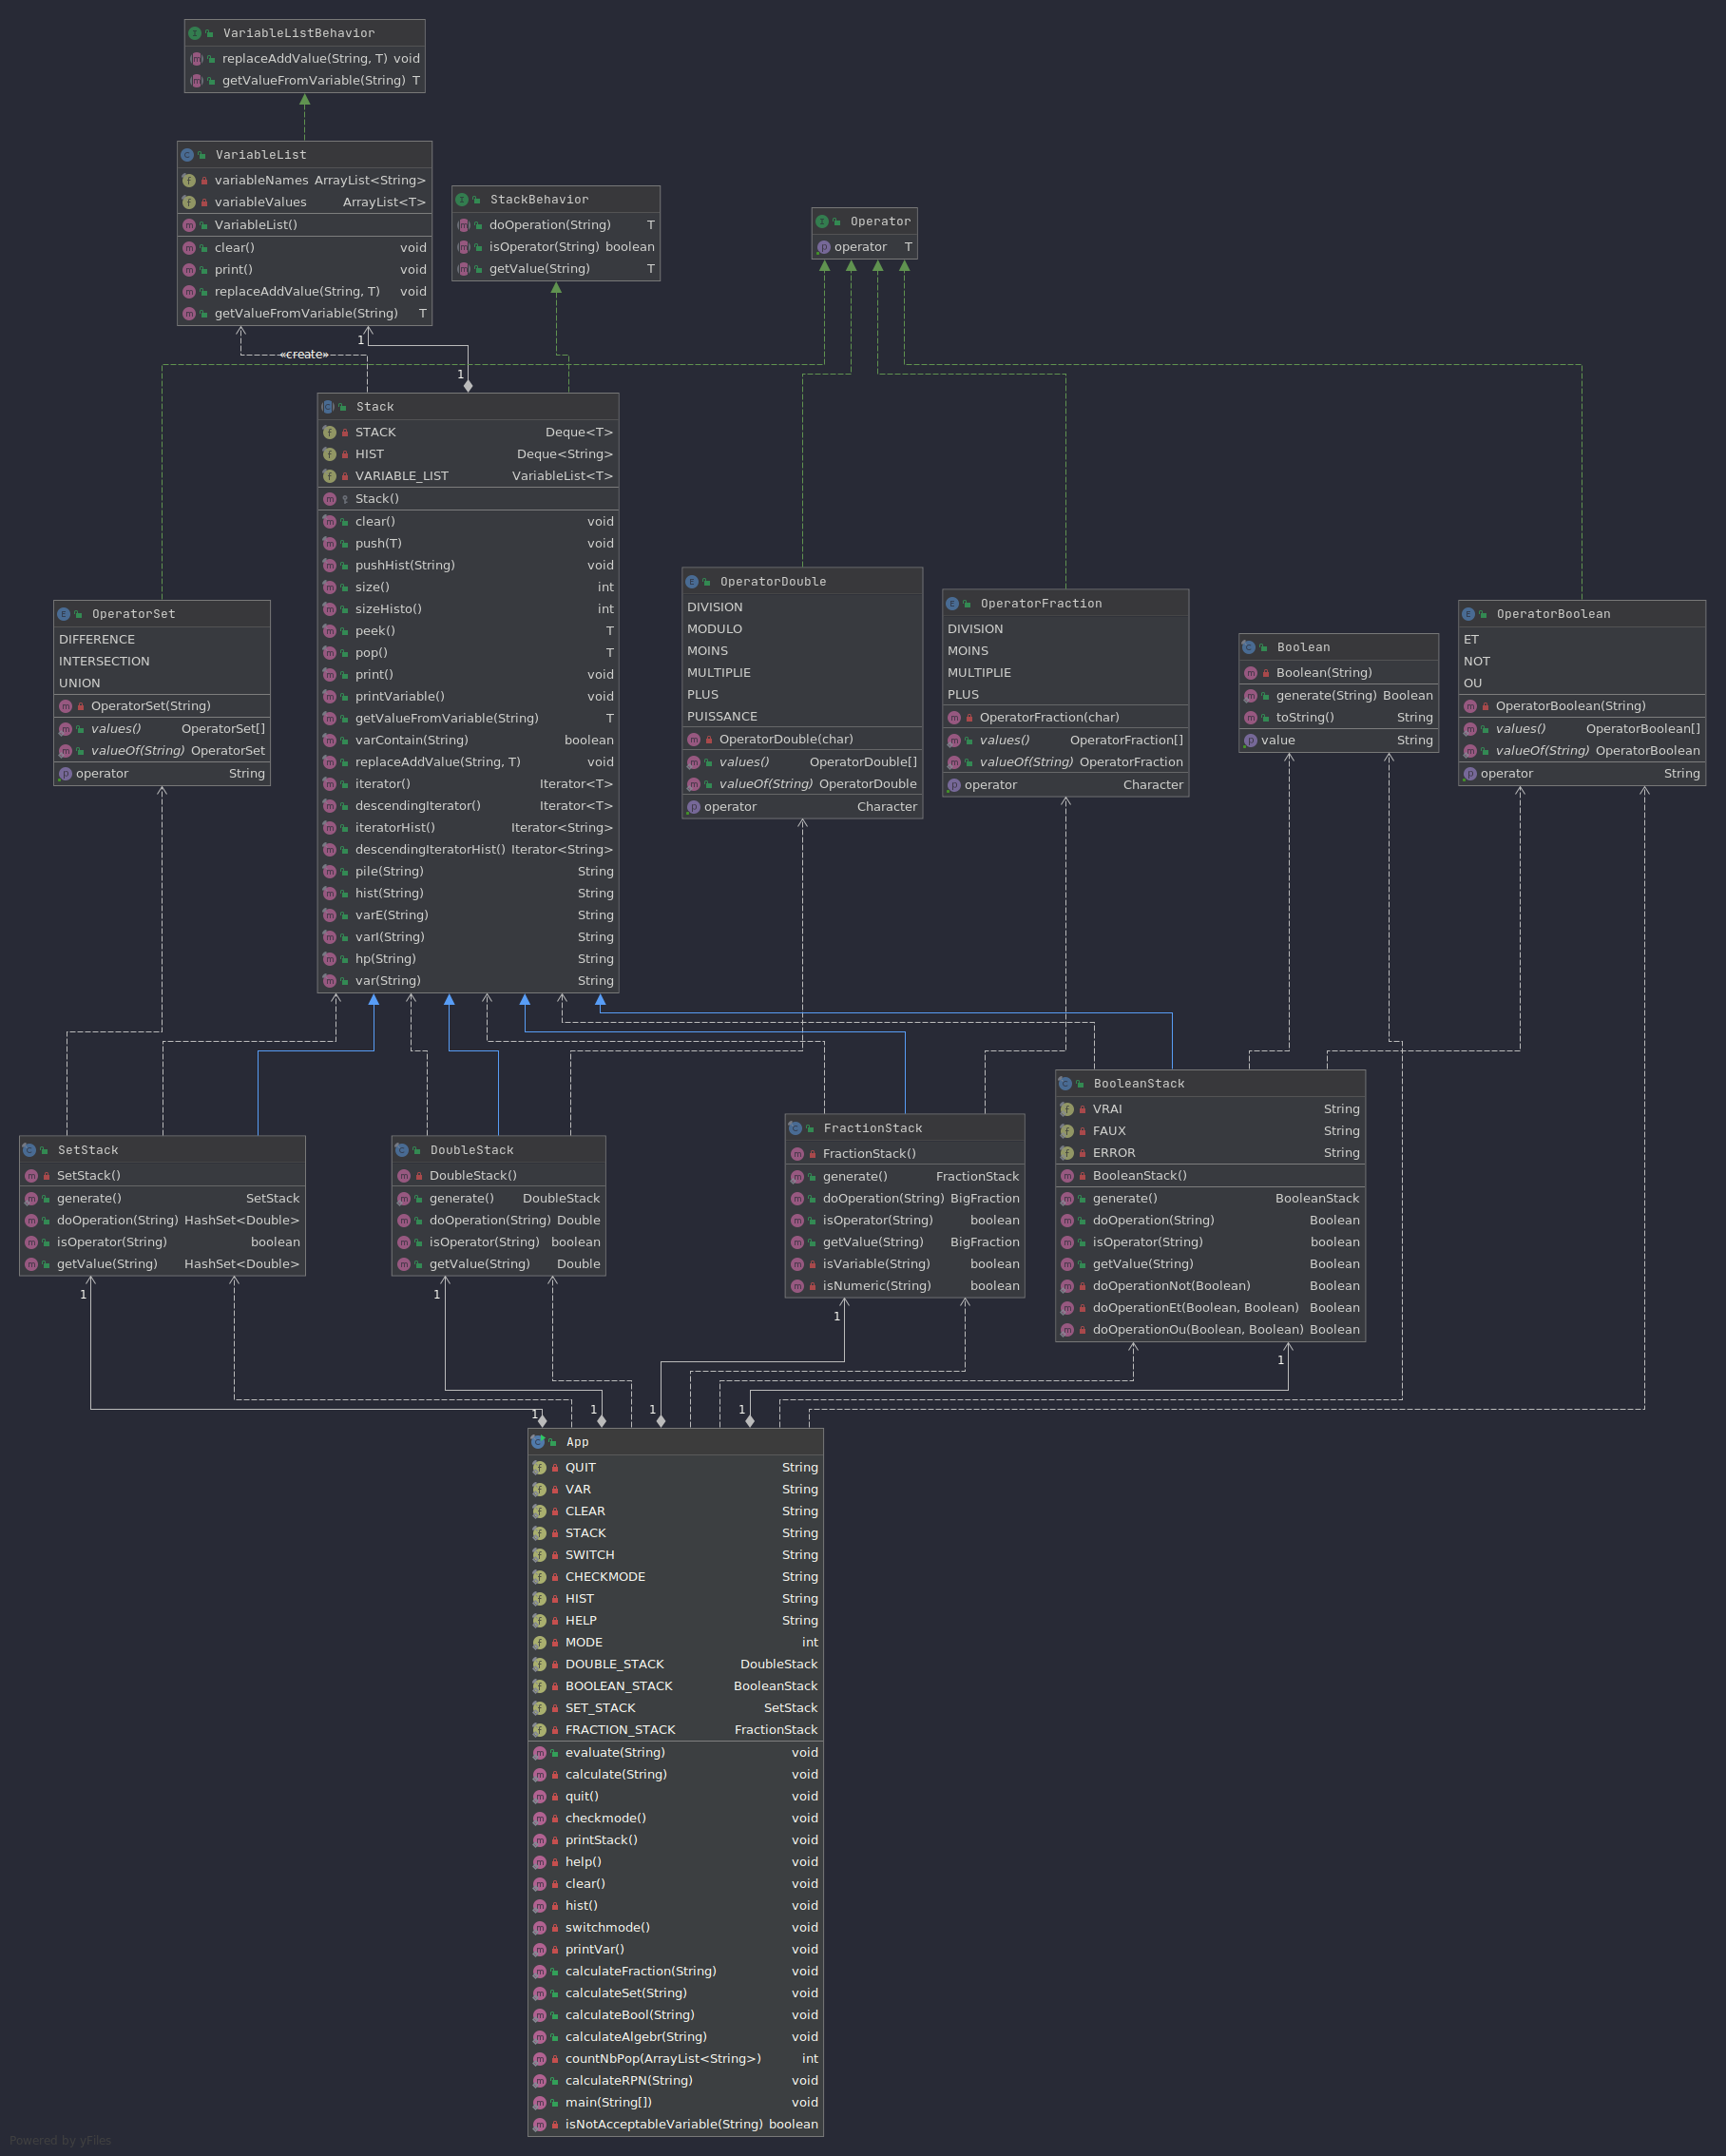 VariableListBehavior
replaceAddValue(String, T) void
getValueFromVariable(String) T
VariableList
variableNames ArrayList<String>
variableValues ArrayList<T>
VariableList()
clear() void
print() void
replaceAddValue(String, T) void
getValueFromVariable(String) T
StackBehavior
doOperation(String) T
isOperator(String) boolean
getValue(String) T
Operator
operator T
1
«create»
1
Stack
STACK Deque<T>
HIST Deque<String>
VARIABLE_LIST VariableList<T>
Stack()
clear() void
push(T) void
pushHist(String) void
size() int
sizeHisto() int
peek() T
pop() T
print() void
printVariable() void
getValueFromVariable(String) T
varContain(String) boolean
replaceAddValue(String, T) void
iterator() Iterator<T>
descendingIterator() Iterator<T>
iteratorHist() Iterator<String>
descendingIteratorHist() Iterator<String>
pile(String) String
hist(String) String
varE(String) String
varI(String) String
hp(String) String
var(String) String
OperatorSet
DIFFERENCE
INTERSECTION
UNION
OperatorSet(String)
values() OperatorSet[]
valueOf(String) OperatorSet
operator String
OperatorDouble
DIVISION
MODULO
MOINS
MULTIPLIE
PLUS
PUISSANCE
OperatorDouble(char)
values() OperatorDouble[]
valueOf(String) OperatorDouble
operator Character
OperatorFraction
DIVISION
MOINS
MULTIPLIE
PLUS
OperatorFraction(char)
values() OperatorFraction[]
valueOf(String) OperatorFraction
operator Character
Boolean
Boolean(String)
generate(String) Boolean
toString() String
value String
OperatorBoolean
ET
NOT
OU
OperatorBoolean(String)
values() OperatorBoolean[]
valueOf(String) OperatorBoolean
operator String
SetStack
SetStack()
generate() SetStack
doOperation(String) HashSet<Double>
isOperator(String) boolean
getValue(String) HashSet<Double>
DoubleStack
DoubleStack()
generate() DoubleStack
doOperation(String) Double
isOperator(String) boolean
getValue(String) Double
FractionStack
FractionStack()
generate() FractionStack
doOperation(String) BigFraction
isOperator(String) boolean
getValue(String) BigFraction
isVariable(String) boolean
isNumeric(String) boolean
BooleanStack
VRAI String
FAUX String
ERROR String
BooleanStack()
generate() BooleanStack
doOperation(String) Boolean
isOperator(String) boolean
getValue(String) Boolean
doOperationNot(Boolean) Boolean
doOperationEt(Boolean, Boolean) Boolean
doOperationOu(Boolean, Boolean) Boolean
1
1
1
1
1
1
1
1
App
QUIT String
VAR String
CLEAR String
STACK String
SWITCH String
CHECKMODE String
HIST String
HELP String
MODE int
DOUBLE_STACK DoubleStack
BOOLEAN_STACK BooleanStack
SET_STACK SetStack
FRACTION_STACK FractionStack
evaluate(String) void
calculate(String) void
quit() void
checkmode() void
printStack() void
help() void
clear() void
hist() void
switchmode() void
printVar() void
calculateFraction(String) void
calculateSet(String) void
calculateBool(String) void
calculateAlgebr(String) void
countNbPop(ArrayList<String>) int
calculateRPN(String) void
main(String[]) void
isNotAcceptableVariable(String) boolean
Powered by yFiles